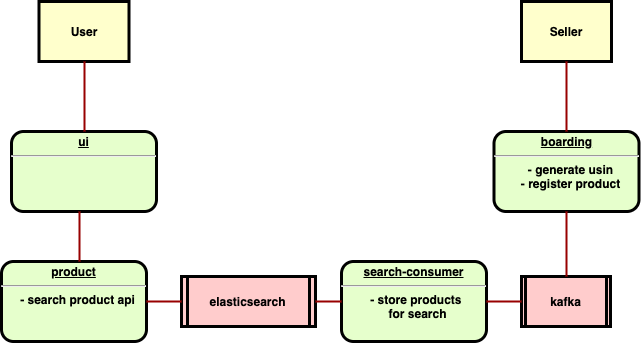 User
Seller
ui
boarding
- generate usin
- register product
product
- search product api
elasticsearch
search-consumer
- store products
for search
kafka